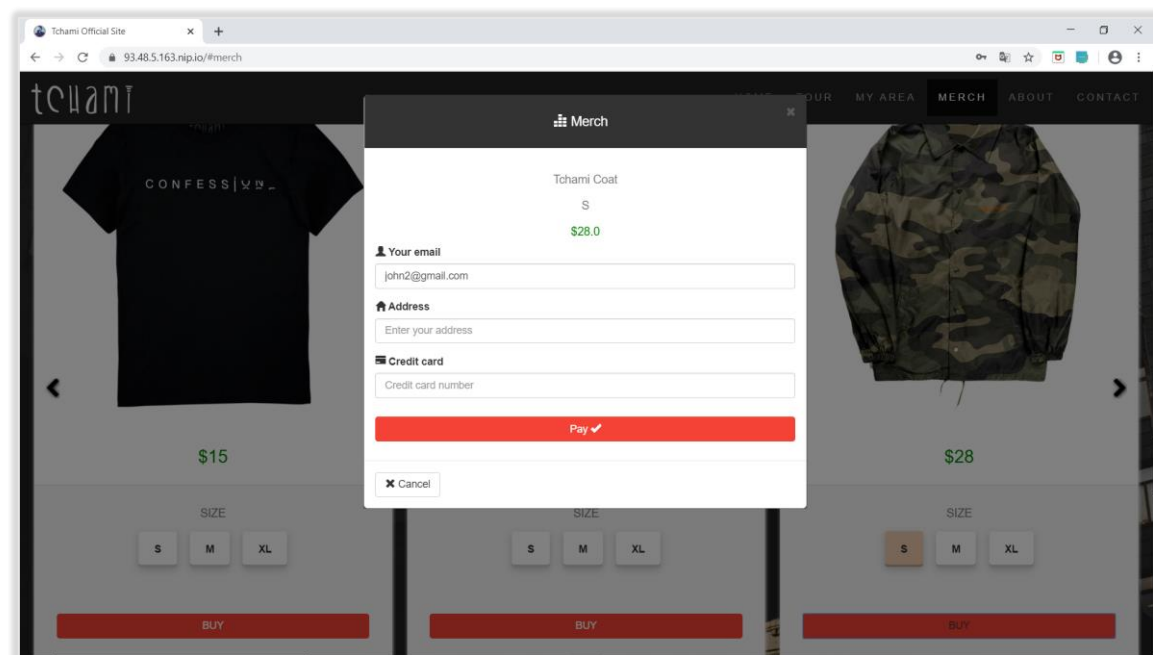 Tchami Official Site
93.48.5.163.nip.io/#merch
tchami
HOME TOUR MY AREA MERCH ABOUT CONTACT
Merch
CONFESS
Tchami Coat
S
$28.0
Your email
john2@gmail.com
Address
Enter your address
Credit card
Credit card number
Pay
Cancel
$15 $28
SIZE SIZE SIZE
S M XL S M XL S M XL
BUY BUY BUY